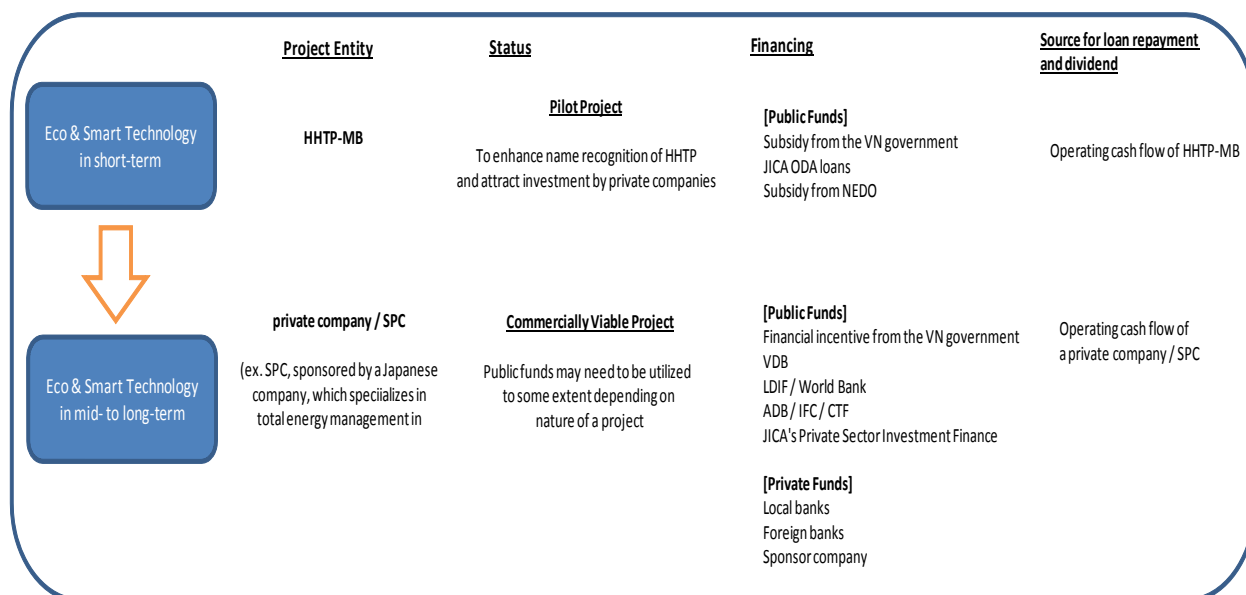 Project Entity
Status
Financing
Source for loan repayment
and dividend
Eco & Smart Technology
in short-term
HHTP-MB
Pilot Project
To enhance name recognition of HHTP
and attract investment by private companies
[Public Funds]
Subsidy from the VN government
JICA ODA loans
Subsidy from NEDO
Operating cash flow of HHTP-MB
Eco & Smart Technology
in mid- to long-term
private company / SPC
(ex. SPC, sponsored by a Japanese
company, which speciializes in
total energy management in
Commercially Viable Project
Public funds may need to be utilized
to some extent depending on
nature of a project
[Public Funds]
Financial incentive from the VN government
VDB
LDIF / World Bank
ADB / IFC / CTF
JICA's Private Sector Investment Finance
[Private Funds]
Local banks
Foreign banks
Sponsor company
Operating cash flow of
a private company / SPC